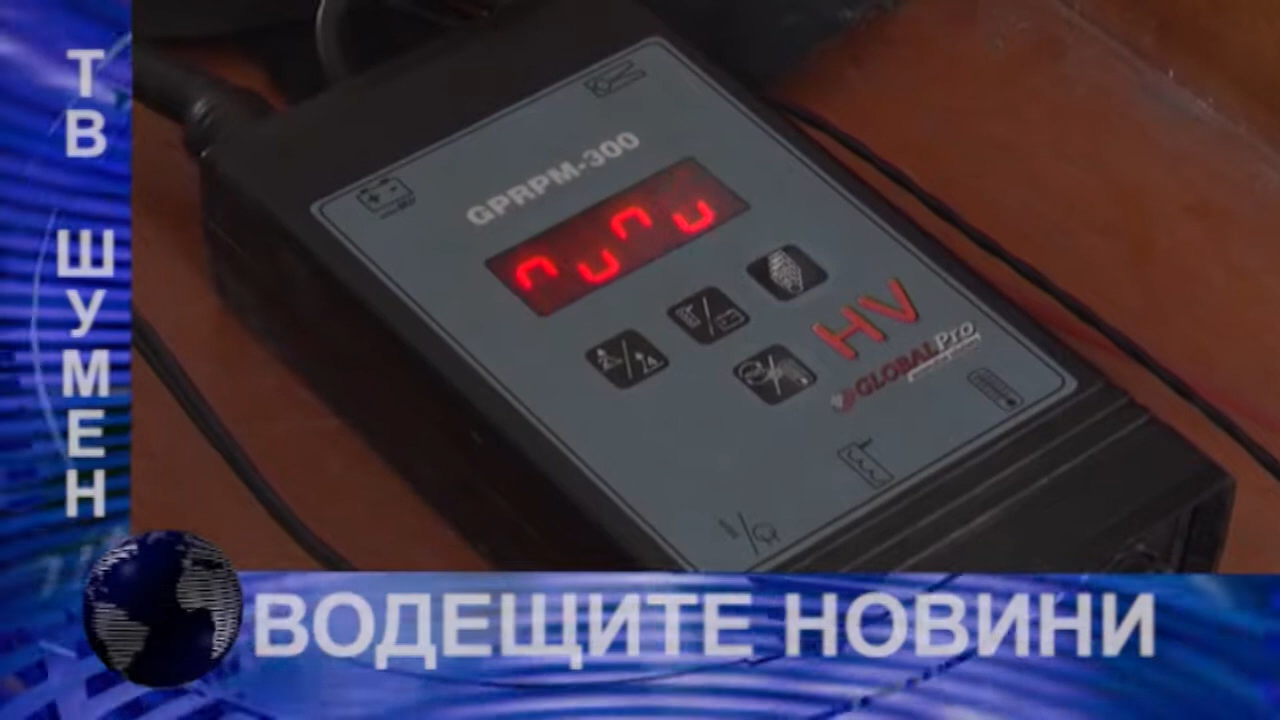 ТВ ШУМЕН
GPRPM-300
HV
GLOBALPro
ВОДЕЩИТЕ НОВИНИ